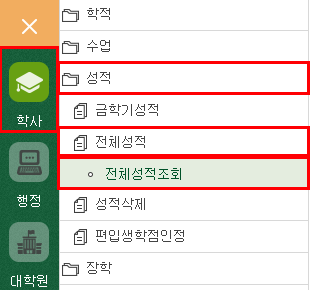 학사
행정
대학원
학적
수업
성적
금학기성적
전체성적
전체성적조회
성적삭제
편입생학점인정
장학